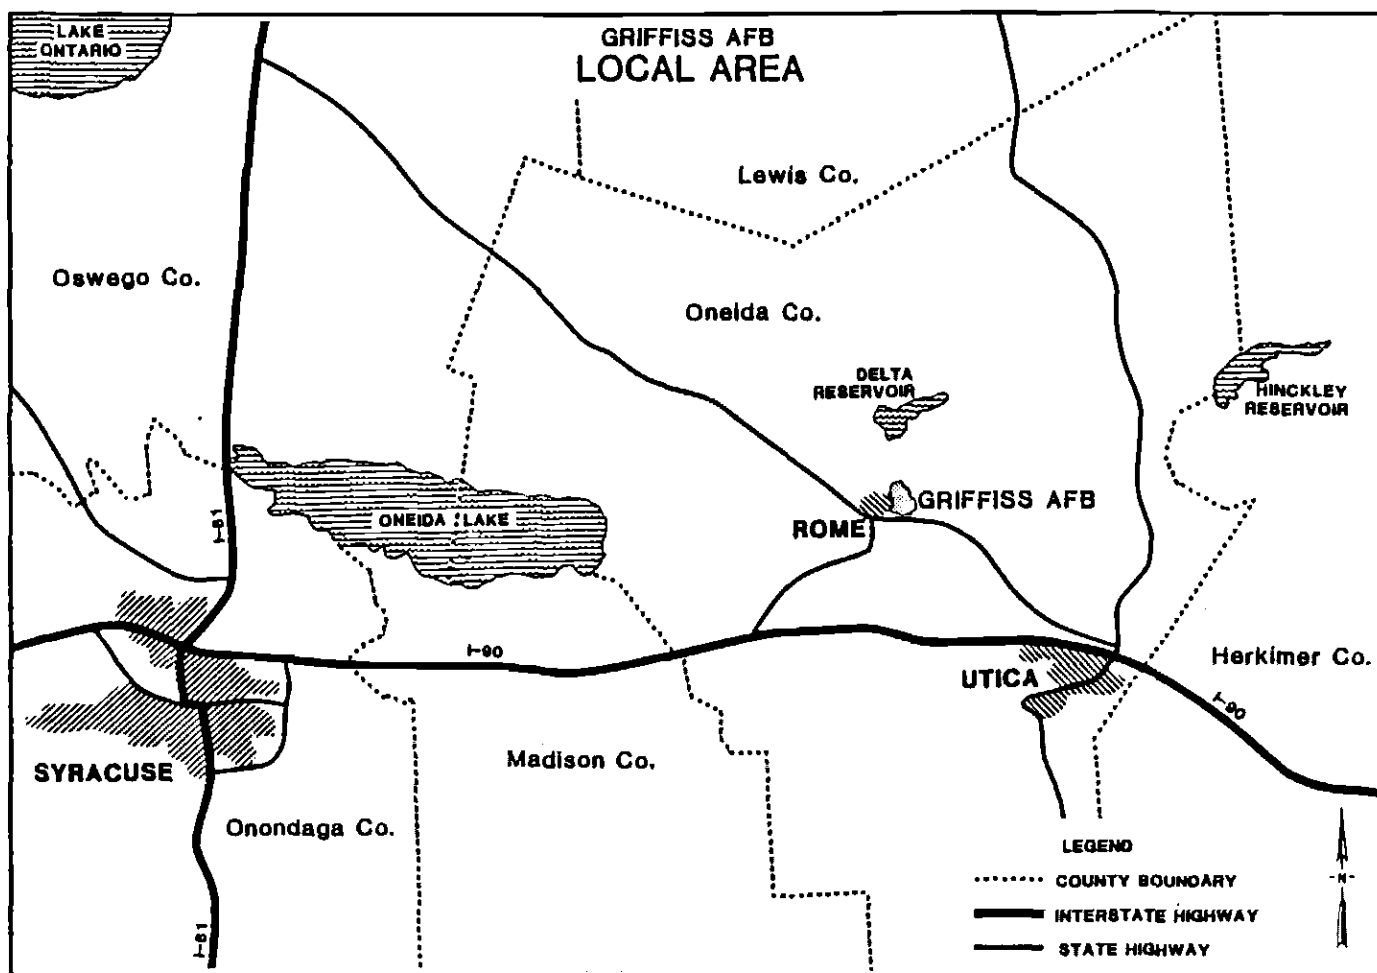 LAKE
ONTARIO
GRIFFISS AFB
LOCAL AREA
Lewis Co.
Oswego Co.
Oneida Co.
DELTA
RESERVOIR
HINCKLEY
RESERVOIR
GRIFFISS AFB
ONEIDA LAKE
ROME
I-81
I-90
UTICA
Herkimer Co.
I-90
SYRACUSE
Madison Co.
Onondaga Co.
I-81
LEGEND
COUNTY BOUNDARY
INTERSTATE HIGHWAY
STATE HIGHWAY
-N-